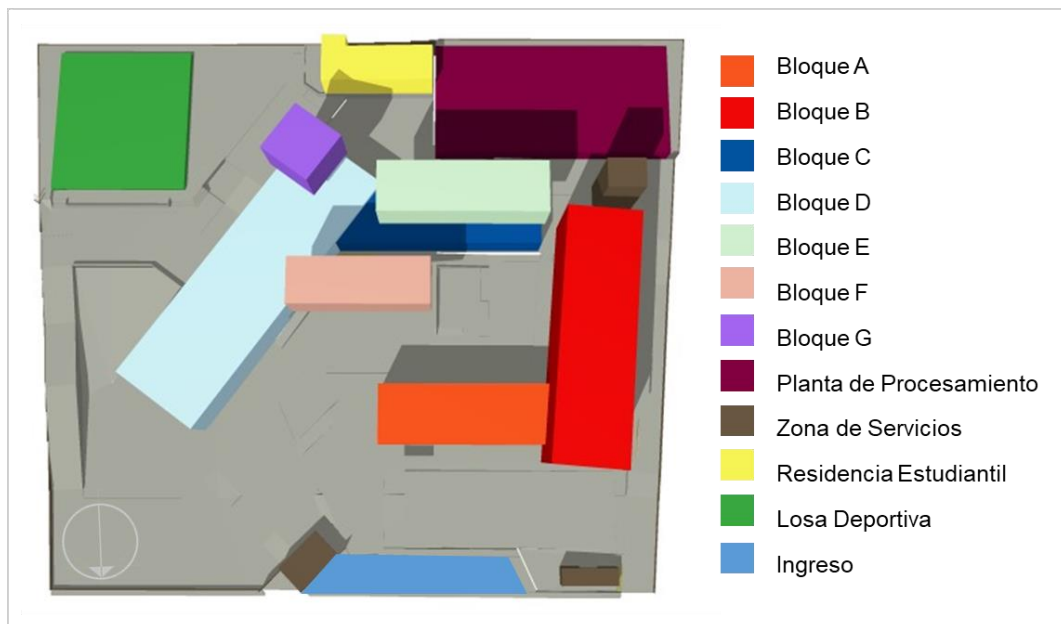 Bloque A
Bloque B
Bloque C
Bloque D
Bloque E
Bloque F
Bloque G
Planta de Procesamiento
Zona de Servicios
Residencia Estudiantil
Losa Deportiva
Ingreso